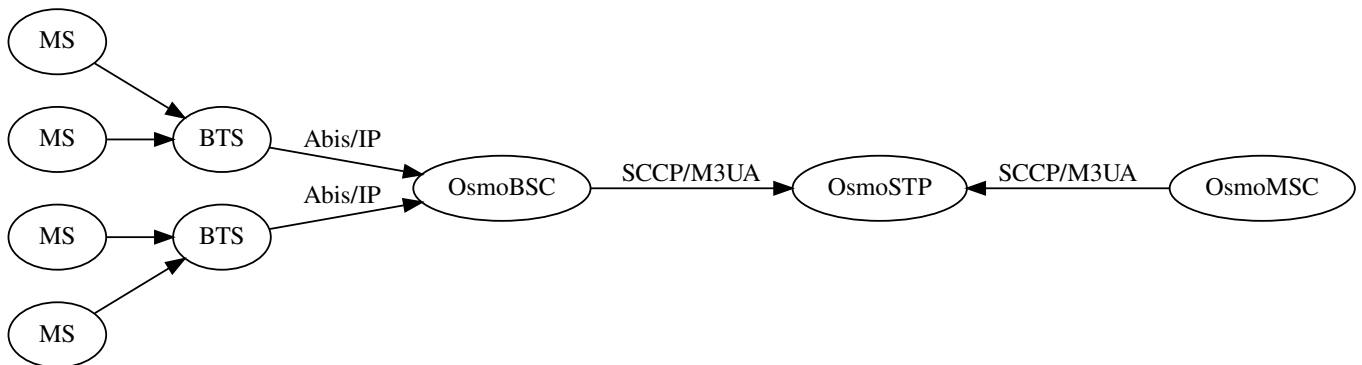 MS
MS
BTS
Abis/IP
OsmoBSC
SCCP/M3UA
OsmoSTP
SCCP/M3UA
OsmoMSC
Abis/IP
MS
BTS
MS